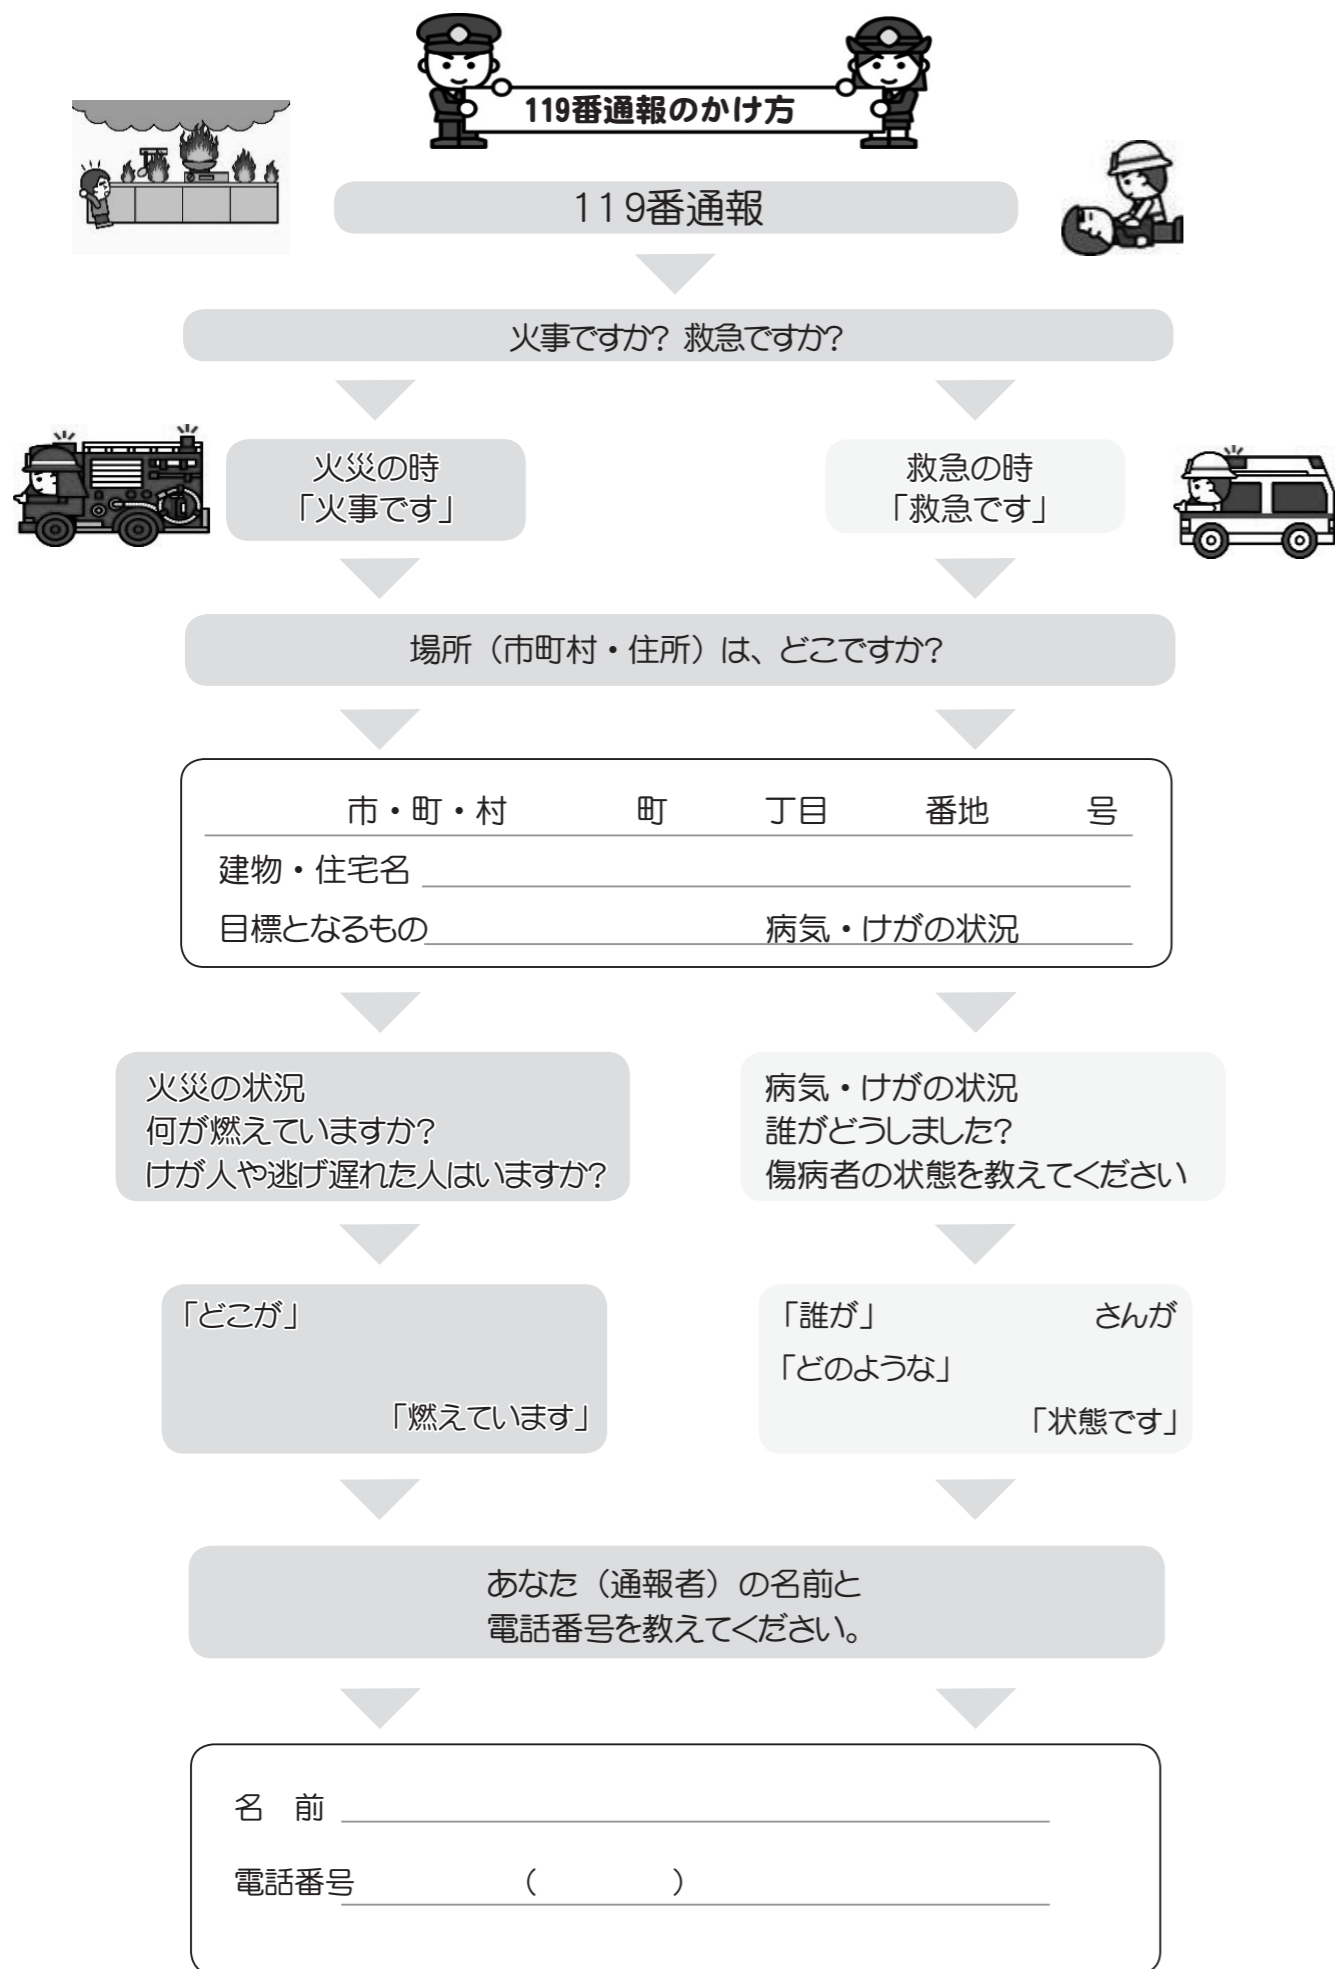 119番通報のかけ方
119番通報
火事ですか? 救急ですか?
火災の時
「火事です」
救急の時
「救急です」
場所（市町村・住所）は、どこですか?
市・町・村 町 丁目 番地 号
建物・住宅名
目標となるもの 病気・けがの状況
火災の状況
何が燃えていますか?
けが人や逃げ遅れた人はいますか?
病気・けがの状況
誰がどうしました?
傷病者の状態を教えてください
「どこが」
「燃えています」
「誰が」 さんが
「どのような」
「状態です」
あなた（通報者）の名前と
電話番号を教えてください。
名 前
電話番号 （ ）